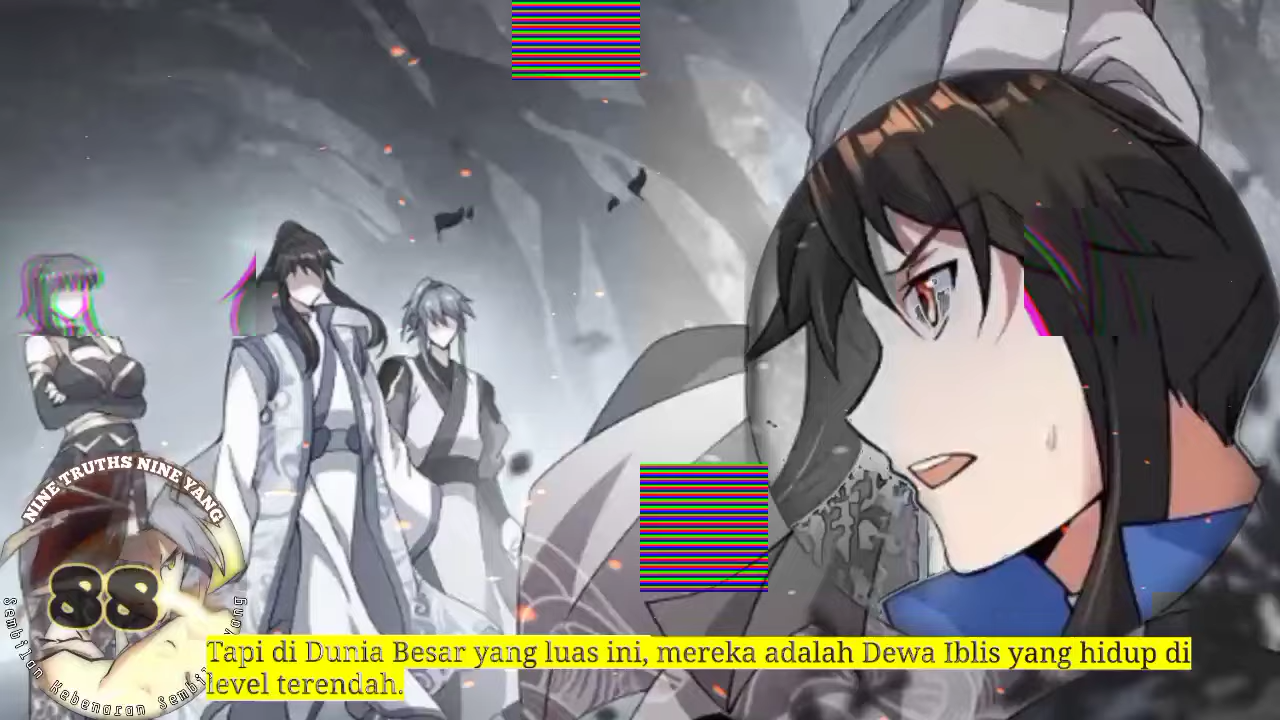 NINE TRUTHS NINE YANG
88
Sembilan Kebenaran Sembilan Yang
Tapi di Dunia Besar yang luas ini, mereka adalah Dewa Iblis yang hidup di
level terendah.